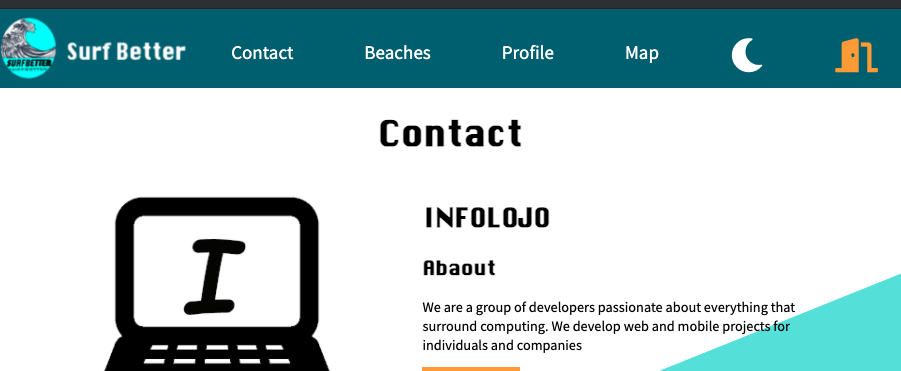 SURFBETTER
Surf Better Contact Beaches Profile Map
Contact
I
INFOLOJO
Abaout
We are a group of developers passionate about everything that
surround computing. We develop web and mobile projects for
individuals and companies